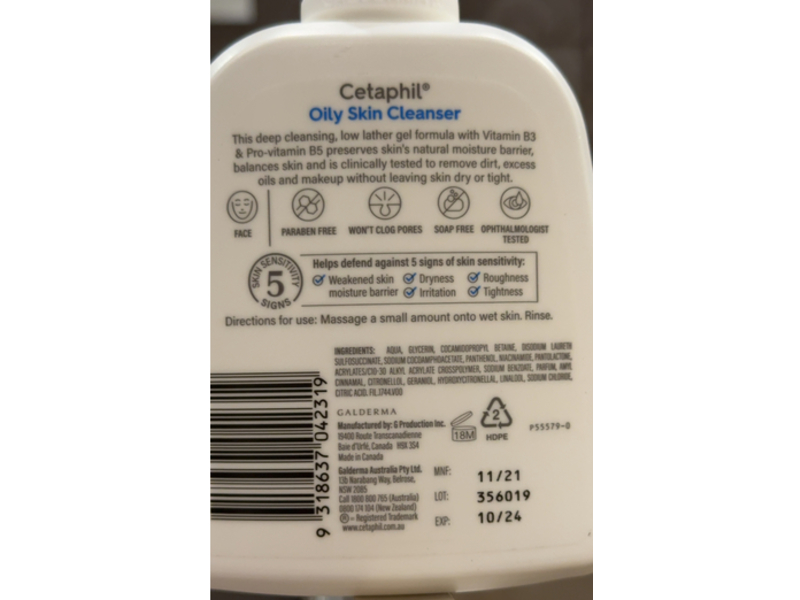 Cetaphil®
Oily Skin Cleanser
This deep cleansing, low lather gel formula with Vitamin B3
& Pro-vitamin B5 preserves skin's natural moisture barrier,
balances skin and is clinically tested to remove dirt, excess
oils and makeup without leaving skin dry or tight.
FACE
PARABEN FREE
WON'T CLOG PORES
SOAP FREE
OPHTHALMOLOGIST
TESTED
SKIN SENSITIVITY
5
SIGNS
Helps defend against 5 signs of skin sensitivity:
Weakened skin
moisture barrier
Dryness
Irritation
Roughness
Tightness
Directions for use: Massage a small amount onto wet skin. Rinse.
INGREDIENTS: AQUA, GLYCERIN, COCAMIDOPROPYL BETAINE, DISODIUM LAURETH
SULFOSUCCINATE, SODIUM COCOAMPHOACETATE, PANTHENOL, NIACINAMIDE, PANTOLACTONE,
ACRYLATES/C10-30 ALKYL ACRYLATE CROSSPOLYMER, SODIUM BENZOATE, PARFUM, AMYL
CINNAMAL, CITRONELLOL, GERANIOL, HYDROXYCITRONELLAL, LINALOOL, SODIUM CHLORIDE,
CITRIC ACID. FIL.1744.V00
GALDERMA
Manufactured by: G Production Inc.
19400 Route Transcanadienne
Baie d'Urfé, Canada H9X 3S4
Made in Canada
18M
2
HDPE
P55579-0
Galderma Australia Pty Ltd.
13b Narabang Way, Belrose,
NSW 2085
Call 1800 800 765 (Australia)
0800 174 104 (New Zealand)
® = Registered Trademark
www.cetaphil.com.au
MNF: 11/21
LOT: 356019
EXP: 10/24
9 318637 042319